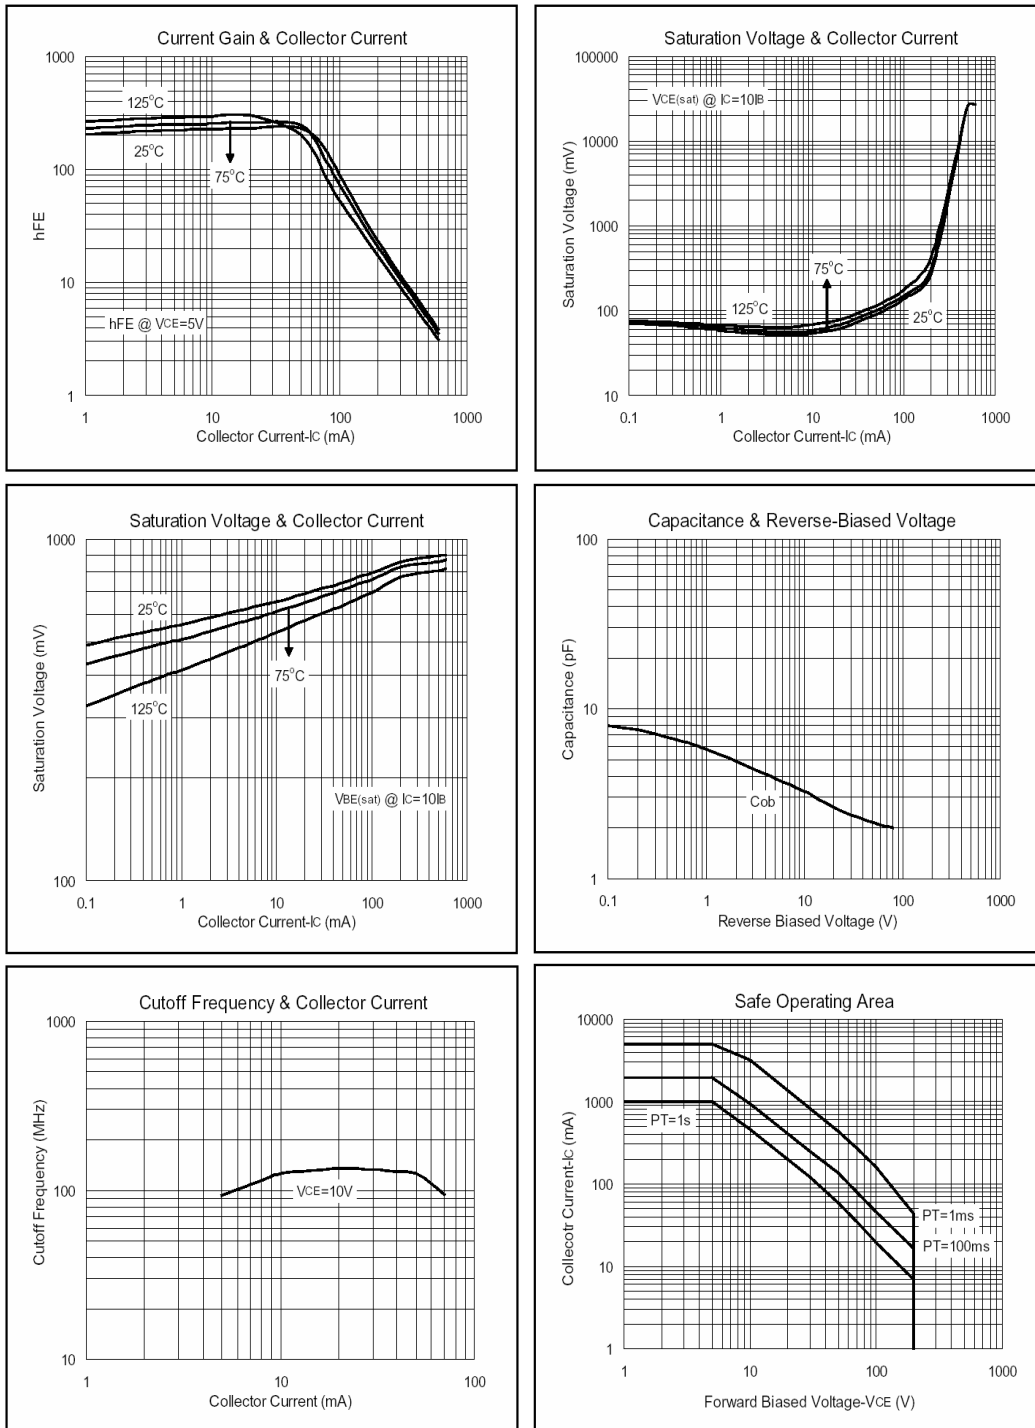 Current Gain & Collector Current
1000
100
10
1
hFE
125°C
25°C
75°C
hFE @ VCE=5V
1 10 100 1000
Collector Current-IC (mA)
Saturation Voltage & Collector Current
100000
10000
1000
100
10
Saturation Voltage (mV)
VCE(sat) @ IC=10IB
75°C
125°C
25°C
0.1 1 10 100 1000
Collector Current-IC (mA)
Saturation Voltage & Collector Current
1000
100
Saturation Voltage (mV)
25°C
75°C
125°C
VBE(sat) @ IC=10IB
0.1 1 10 100 1000
Collector Current-IC (mA)
Capacitance & Reverse-Biased Voltage
100
10
1
Capacitance (pF)
Cob
0.1 1 10 100 1000
Reverse Biased Voltage (V)
Cutoff Frequency & Collector Current
1000
100
10
Cutoff Frequency (MHz)
VCE=10V
1 10 100
Collector Current (mA)
Safe Operating Area
10000
1000
100
10
1
Collecotr Current-IC (mA)
PT=1s
PT=1ms
PT=100ms
1 10 100 1000
Forward Biased Voltage-VCE (V)